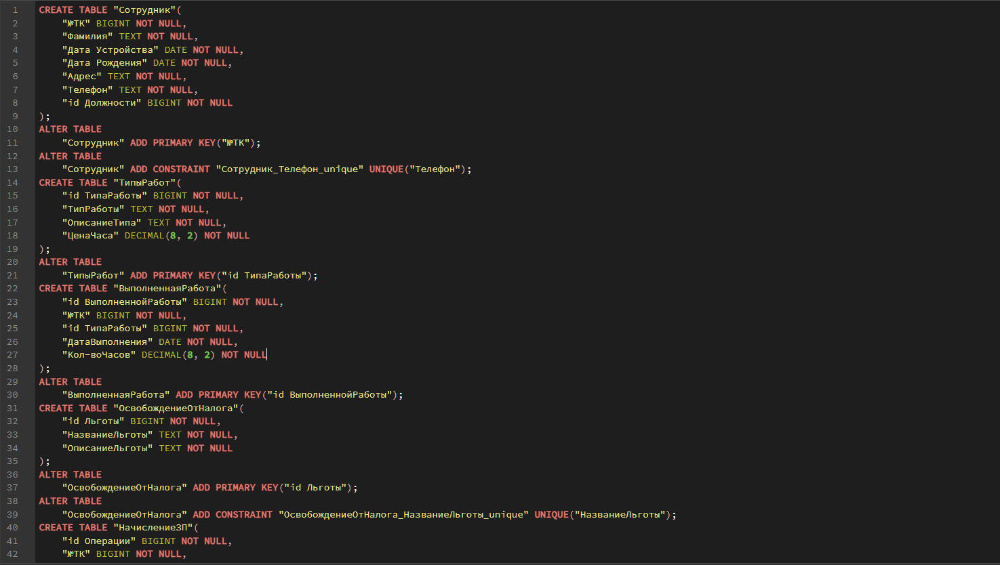 1 CREATE TABLE "Сотрудник"(
2 "№ТК" BIGINT NOT NULL,
3 "Фамилия" TEXT NOT NULL,
4 "Дата Устройства" DATE NOT NULL,
5 "Дата Рождения" DATE NOT NULL,
6 "Адрес" TEXT NOT NULL,
7 "Телефон" TEXT NOT NULL,
8 "id Должности" BIGINT NOT NULL
9 );
10 ALTER TABLE
11 "Сотрудник" ADD PRIMARY KEY("№ТК");
12 ALTER TABLE
13 "Сотрудник" ADD CONSTRAINT "Сотрудник_Телефон_unique" UNIQUE("Телефон");
14 CREATE TABLE "ТипыРабот"(
15 "id ТипаРаботы" BIGINT NOT NULL,
16 "ТипРаботы" TEXT NOT NULL,
17 "ОписаниеТипа" TEXT NOT NULL,
18 "ЦенаЧаса" DECIMAL(8, 2) NOT NULL
19 );
20 ALTER TABLE
21 "ТипыРабот" ADD PRIMARY KEY("id ТипаРаботы");
22 CREATE TABLE "ВыполненнаяРабота"(
23 "id ВыполненнойРаботы" BIGINT NOT NULL,
24 "№ТК" BIGINT NOT NULL,
25 "id ТипаРаботы" BIGINT NOT NULL,
26 "ДатаВыполнения" DATE NOT NULL,
27 "Кол-воЧасов" DECIMAL(8, 2) NOT NULL
28 );
29 ALTER TABLE
30 "ВыполненнаяРабота" ADD PRIMARY KEY("id ВыполненнойРаботы");
31 CREATE TABLE "ОсвобождениеОтНалога"(
32 "id Льготы" BIGINT NOT NULL,
33 "НазваниеЛьготы" TEXT NOT NULL,
34 "ОписаниеЛьготы" TEXT NOT NULL
35 );
36 ALTER TABLE
37 "ОсвобождениеОтНалога" ADD PRIMARY KEY("id Льготы");
38 ALTER TABLE
39 "ОсвобождениеОтНалога" ADD CONSTRAINT "ОсвобождениеОтНалога_НазваниеЛьготы_unique" UNIQUE("НазваниеЛьготы");
40 CREATE TABLE "НачислениеЗП"(
41 "id Операции" BIGINT NOT NULL,
42 "№ТК" BIGINT NOT NULL,